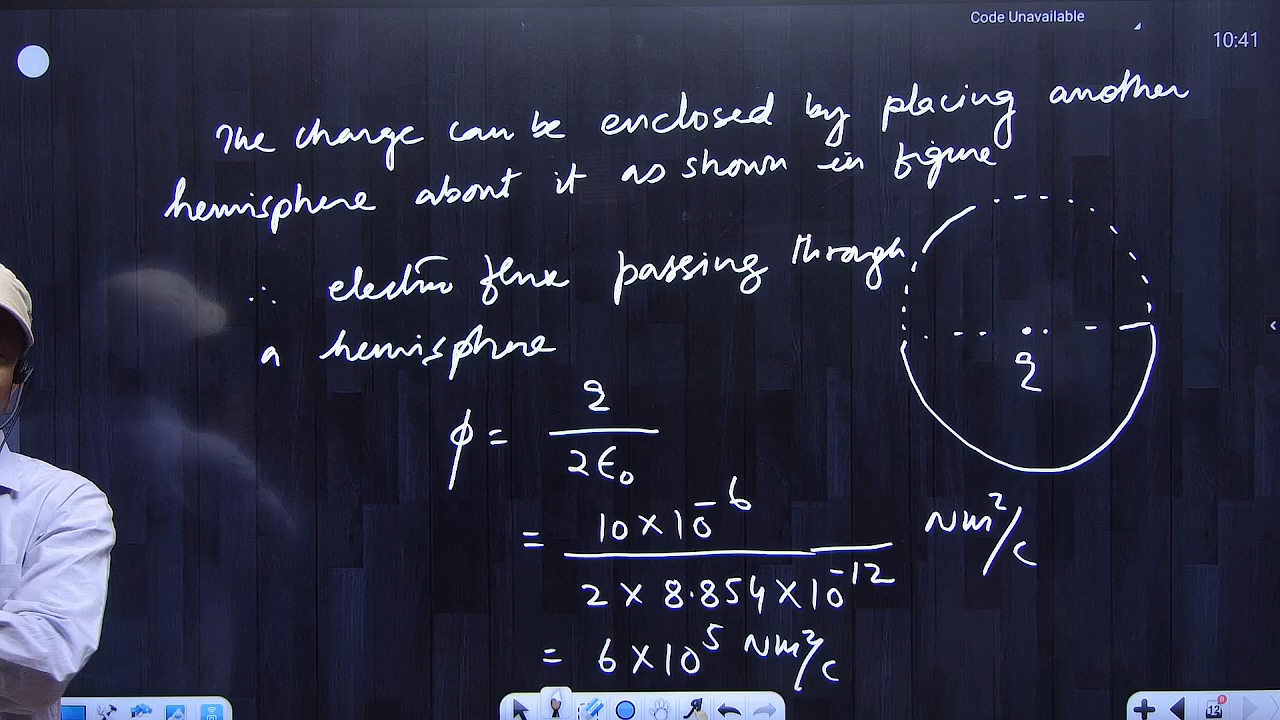 Code Unavailable
10:41
The charge can be enclosed by placing another
hemisphere about it as shown in figure
∴ electric flux passing through
a hemisphere
q
ϕ = q / 2ϵ₀
= 10 × 10⁻⁶ / 2 × 8.854 × 10⁻¹² Nm²/C
= 6 × 10⁵ Nm²/C
12